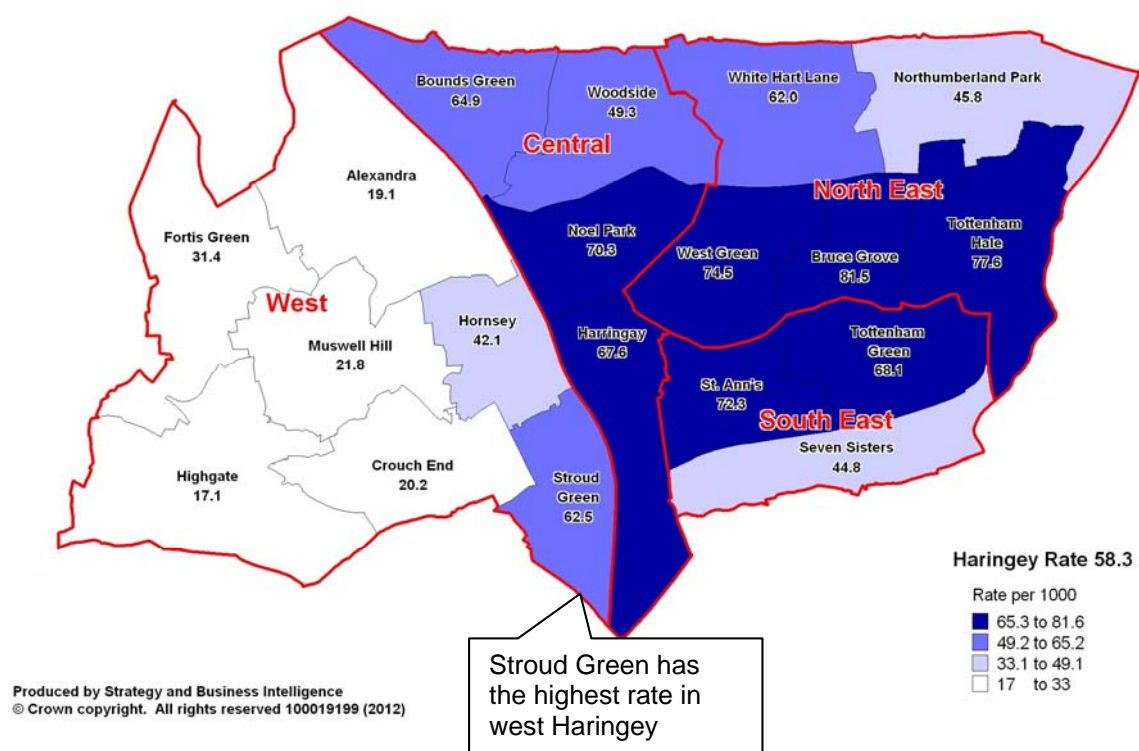 Bounds Green
64.9
Woodside
49.3
White Hart Lane
62.0
Northumberland Park
45.8
Central
Alexandra
19.1
North East
Fortis Green
31.4
Noel Park
70.3
West Green
74.5
Bruce Grove
81.5
Tottenham
Hale
77.6
West
Hornsey
42.1
Muswell Hill
21.8
Harringay
67.6
Tottenham
Green
68.1
St. Ann's
72.3
South East
Seven Sisters
44.8
Highgate
17.1
Crouch End
20.2
Stroud
Green
62.5
Haringey Rate 58.3
Rate per 1000
65.3 to 81.6
49.2 to 65.2
33.1 to 49.1
17 to 33
Stroud Green has
the highest rate in
west Haringey
Produced by Strategy and Business Intelligence
© Crown copyright. All rights reserved 100019199 (2012)